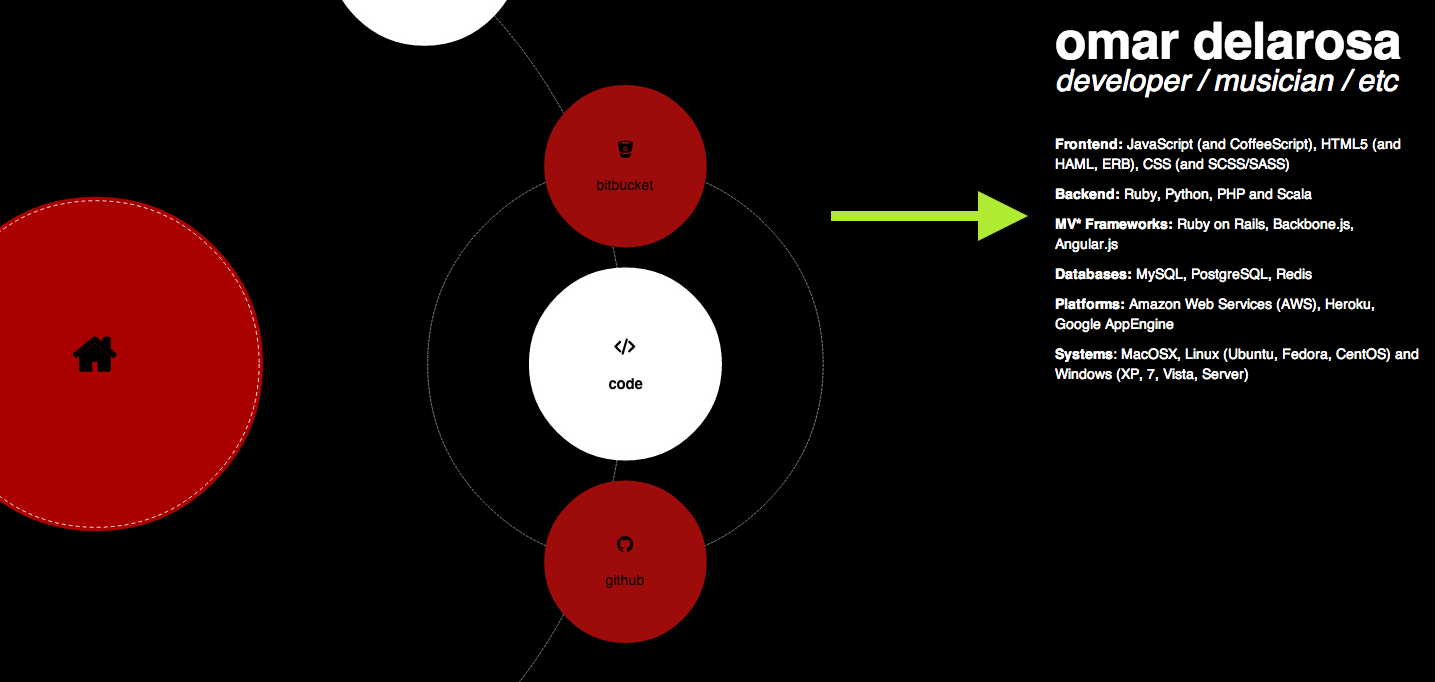 omar delarosa
developer / musician / etc
Frontend: JavaScript (and CoffeeScript), HTML5 (and
HAML, ERB), CSS (and SCSS/SASS)
Backend: Ruby, Python, PHP and Scala
MV* Frameworks: Ruby on Rails, Backbone.js,
Angular.js
Databases: MySQL, PostgreSQL, Redis
Platforms: Amazon Web Services (AWS), Heroku,
Google AppEngine
Systems: MacOSX, Linux (Ubuntu, Fedora, CentOS) and
Windows (XP, 7, Vista, Server)
bitbucket
code
github